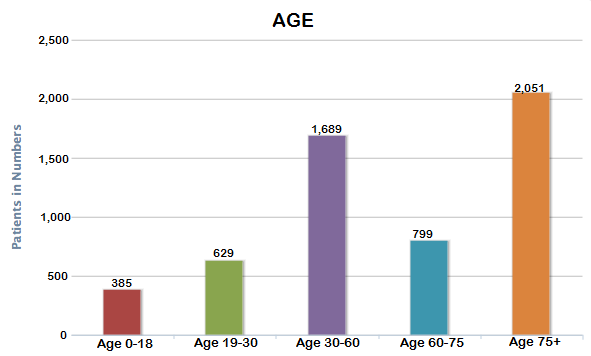 AGE
2,500
2,000
1,500
1,000
500
0
Patients in Numbers
385
629
1,689
799
2,051
Age 0-18
Age 19-30
Age 30-60
Age 60-75
Age 75+